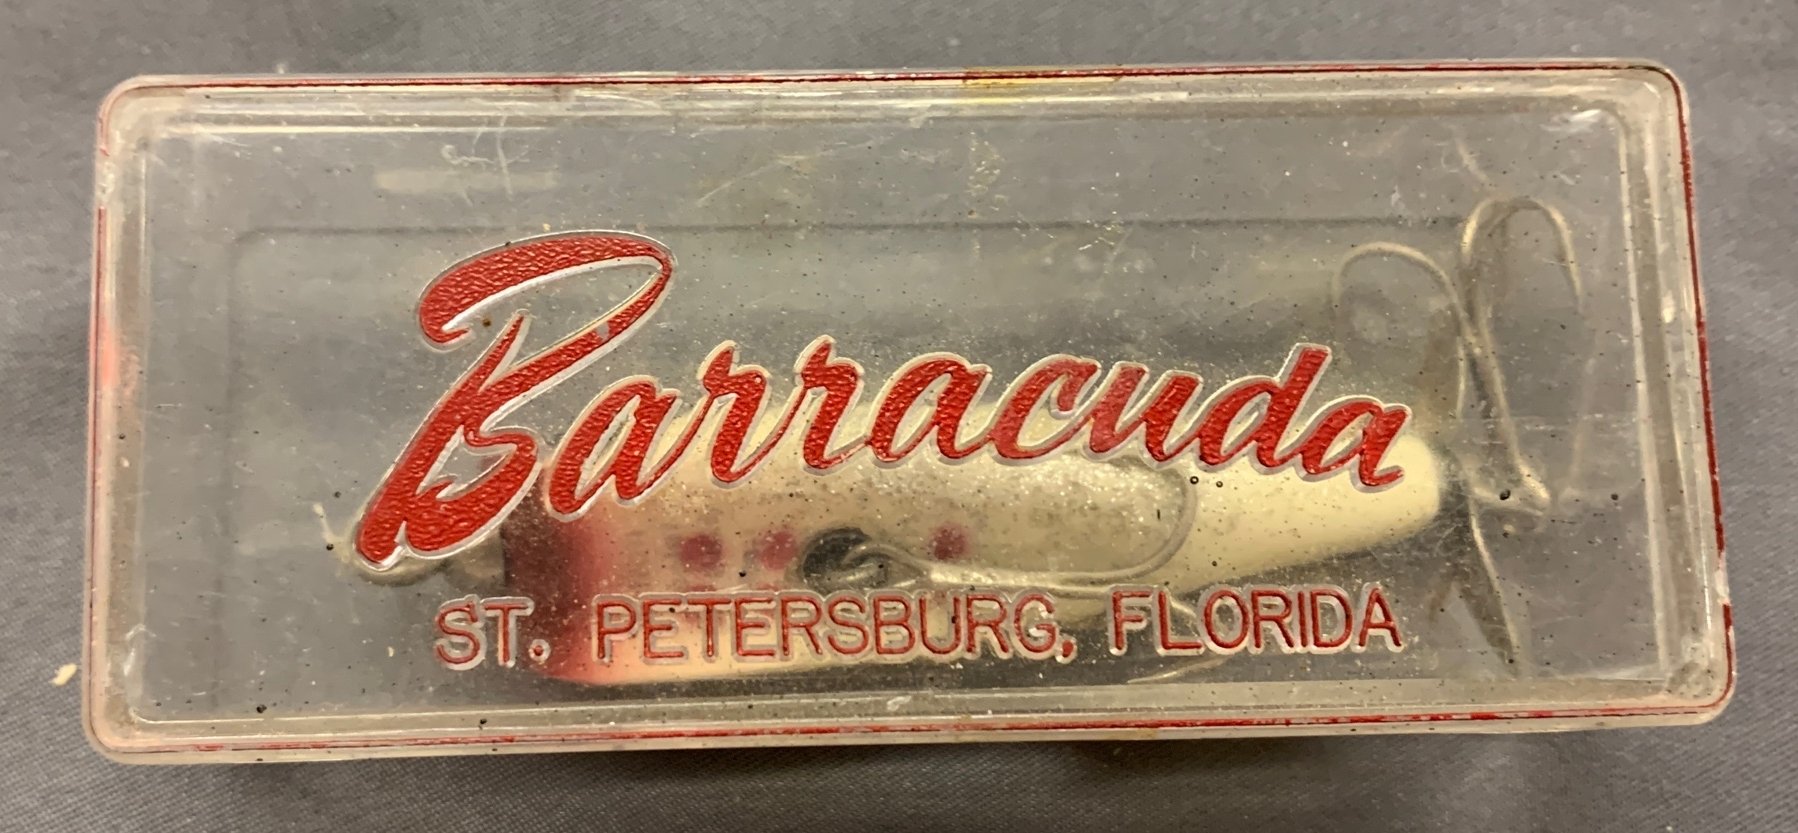 Barracuda
ST. PETERSBURG, FLORIDA